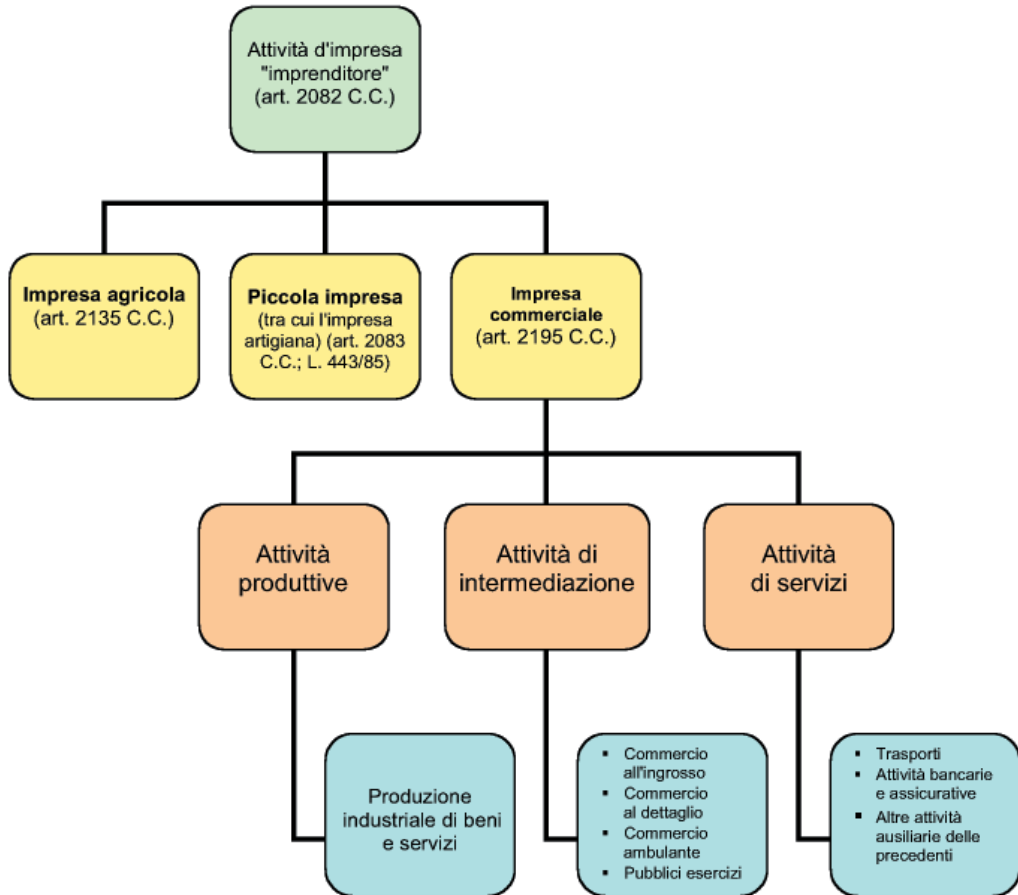 Attività d'impresa
"imprenditore"
(art. 2082 C.C.)
Impresa agricola
(art. 2135 C.C.)
Piccola impresa
(tra cui l'impresa
artigiana) (art. 2083
C.C.; L. 443/85)
Impresa
commerciale
(art. 2195 C.C.)
Attività
produttive
Attività di
intermediazione
Attività
di servizi
Produzione
industriale di beni
e servizi
▪ Commercio
all'ingrosso
▪ Commercio
al dettaglio
▪ Commercio
ambulante
▪ Pubblici esercizi
▪ Trasporti
▪ Attività bancarie
e assicurative
▪ Altre attività
ausiliarie delle
precedenti